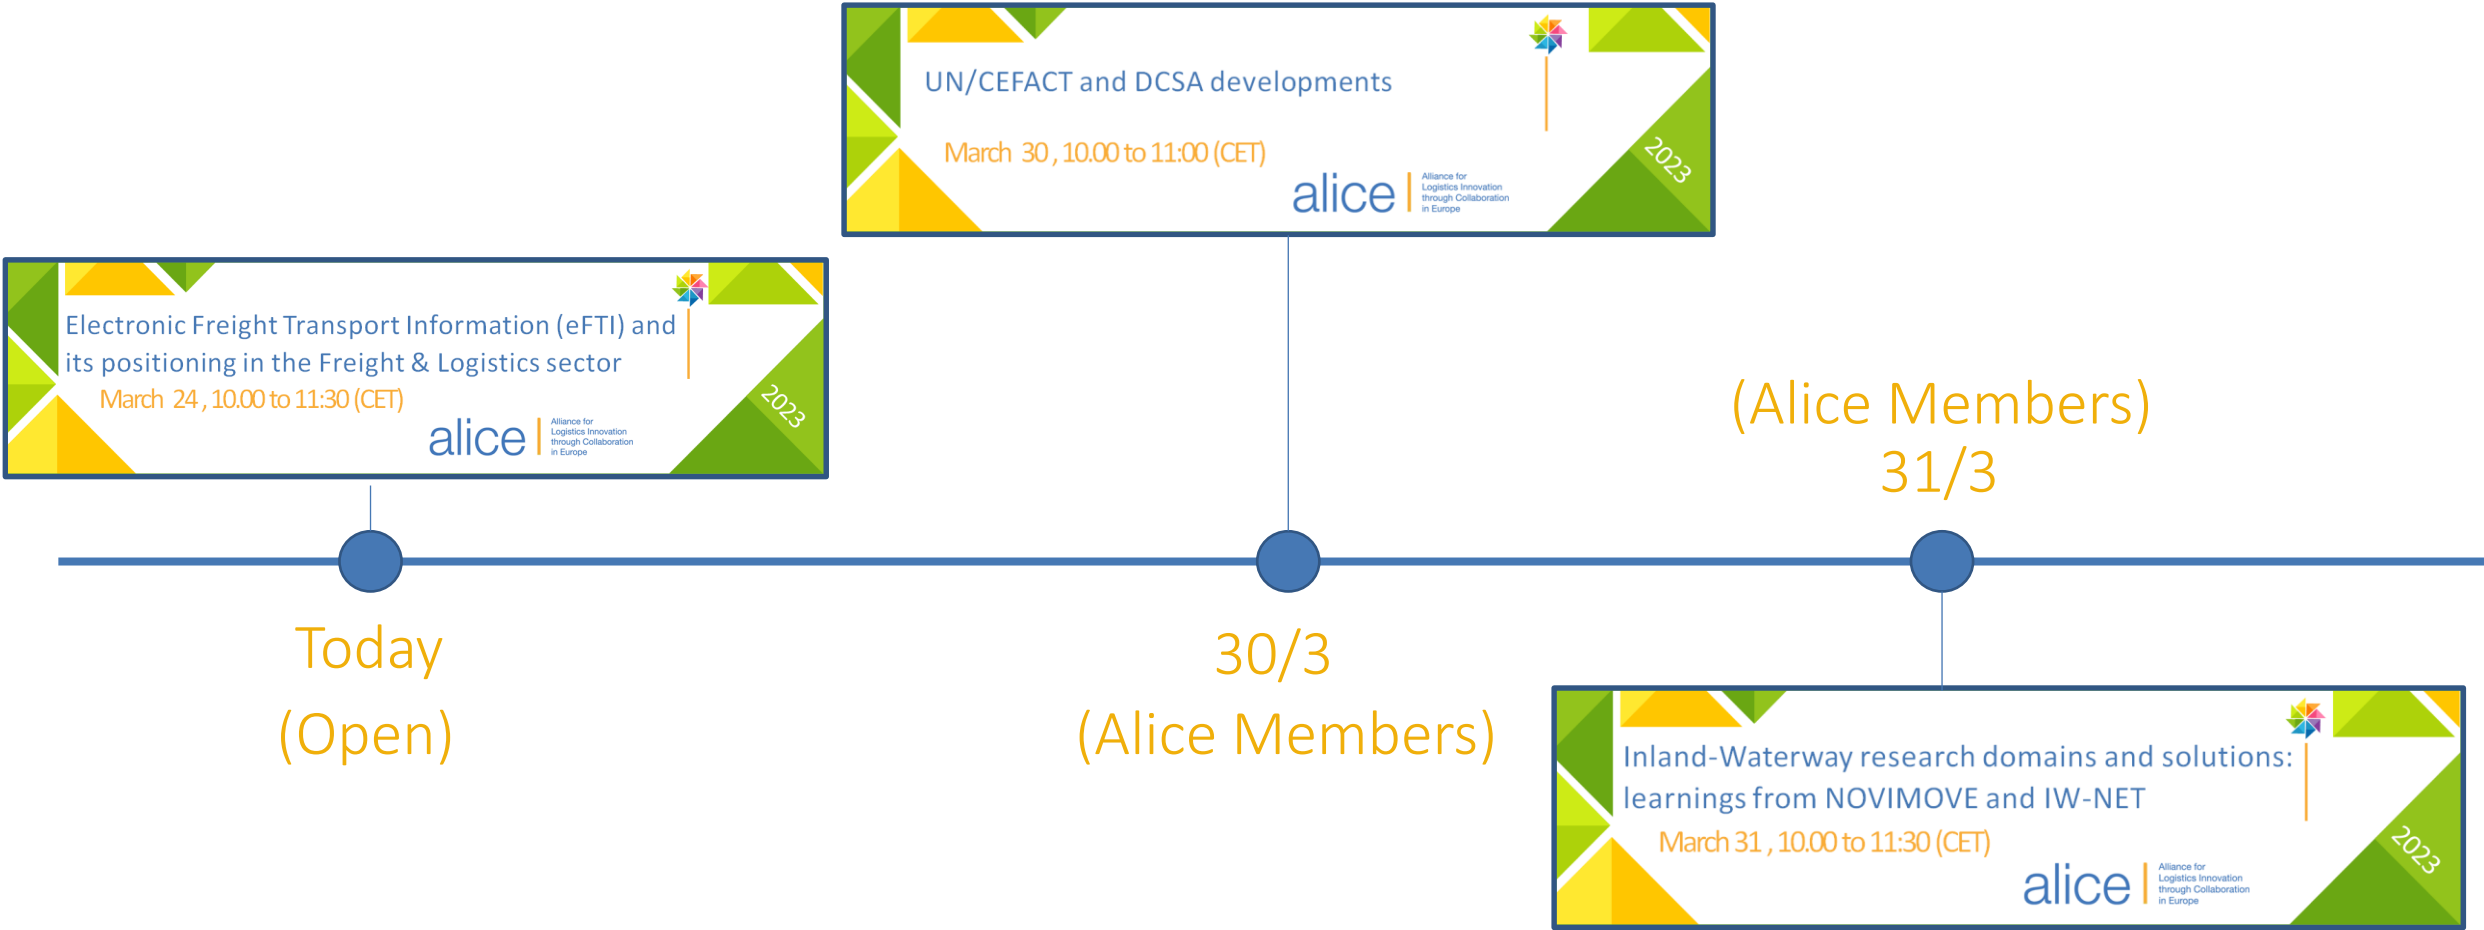 UN/CEFACT and DCSA developments
March 30 , 10.00 to 11:00 (CET)
alice
Alliance for
Logistics Innovation
through Collaboration
in Europe
2023
Electronic Freight Transport Information (eFTI) and
its positioning in the Freight & Logistics sector
March 24 , 10.00 to 11:30 (CET)
alice
Alliance for
Logistics Innovation
through Collaboration
in Europe
2023
(Alice Members)
31/3
Today
(Open)
30/3
(Alice Members)
Inland-Waterway research domains and solutions:
learnings from NOVIMOVE and IW-NET
March 31 , 10.00 to 11:30 (CET)
alice
Alliance for
Logistics Innovation
through Collaboration
in Europe
2023